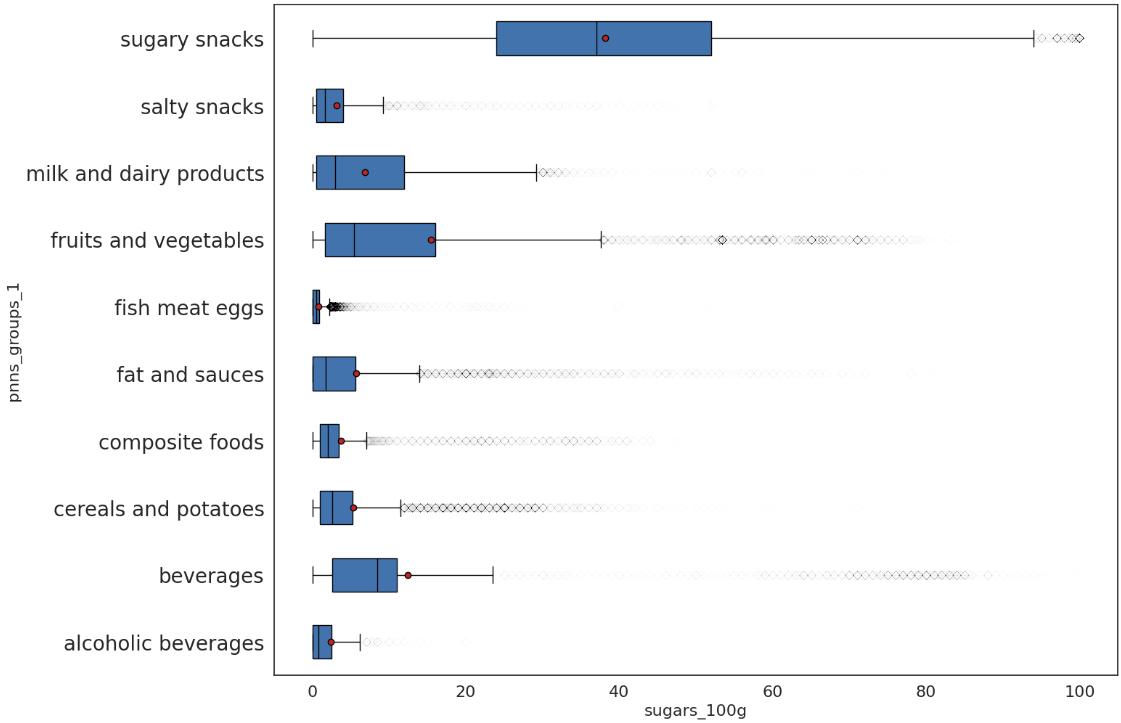 sugary snacks
salty snacks
milk and dairy products
fruits and vegetables
fish meat eggs
fat and sauces
composite foods
cereals and potatoes
beverages
alcoholic beverages
pnns_groups_1
0 20 40 60 80 100
sugars_100g